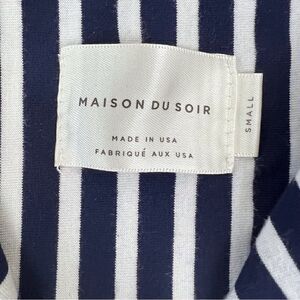 MAISON DU SOIR
MADE IN USA
FABRIQUÉ AUX USA
SMALL